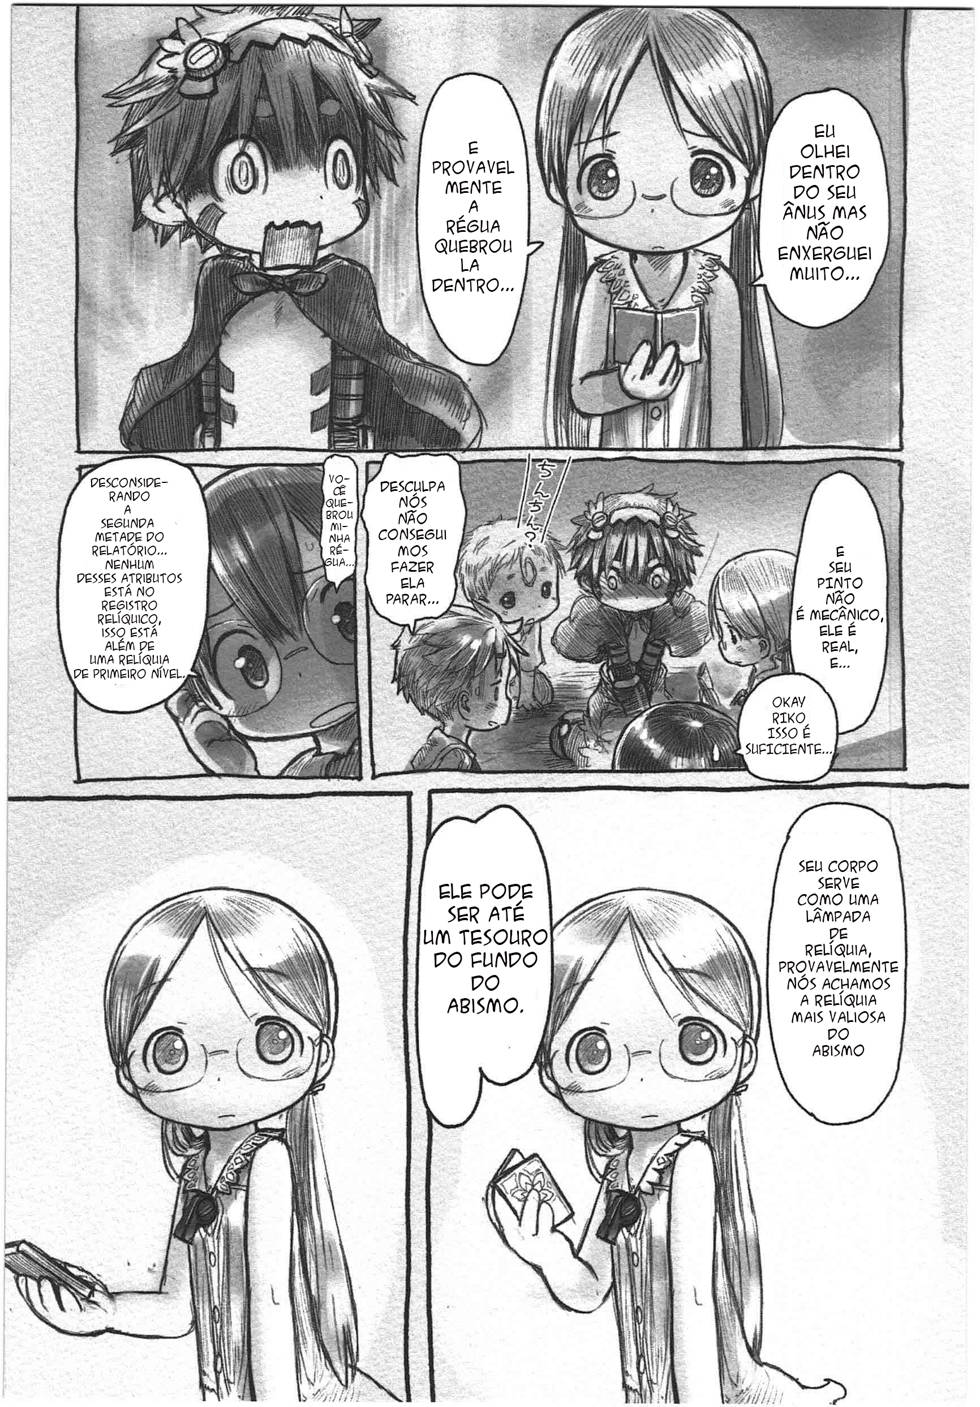 EU
OLHEI
DENTRO
DO SEU
ÂNUS MAS
NÃO
ENXERGUEI
MUITO...
E
PROVAVEL
MENTE
A
RÉGUA
QUEBROU
LA
DENTRO...
E
SEU
PINTO
NÃO
É MECÂNICO,
ELE É
REAL,
E...
OKAY
RIKO
ISSO É
SUFICIENTE...
ちんちん?
DESCULPA
NÓS
NÃO
CONSEGUI
MOS
FAZER
ELA
PARAR...
VO-
CÊ
QUE-
BROU
MI
NHA
RÉ-
GUA...
DESCONSIDE-
RANDO
A
SEGUNDA
METADE DO
RELATÓRIO...
NENHUM
DESSES ATRIBUTOS
ESTÁ NO
REGISTRO
RELÍQUICO,
ISSO ESTÁ
ALÉM DE
UMA RELÍQUIA
DE PRIMEIRO NÍVEL.
SEU CORPO
SERVE
COMO UMA
LÂMPADA
DE
RELÍQUIA,
PROVAVELMENTE
NÓS ACHAMOS
A RELÍQUIA
MAIS VALIOSA
DO
ABISMO
ELE PODE
SER ATÉ
UM TESOURO
DO FUNDO
DO
ABISMO.